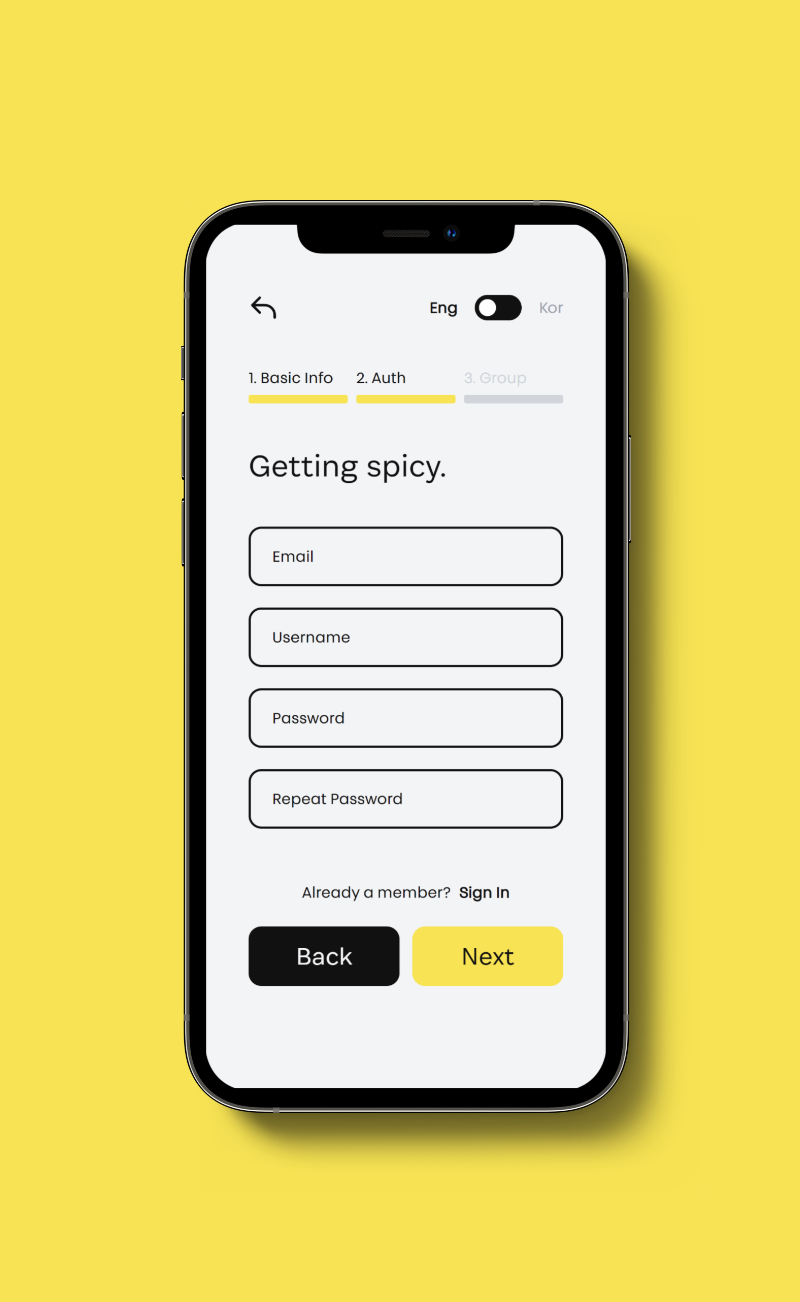 Eng Kor
1. Basic Info 2. Auth 3. Group
Getting spicy.
Email
Username
Password
Repeat Password
Already a member? Sign In
Back Next